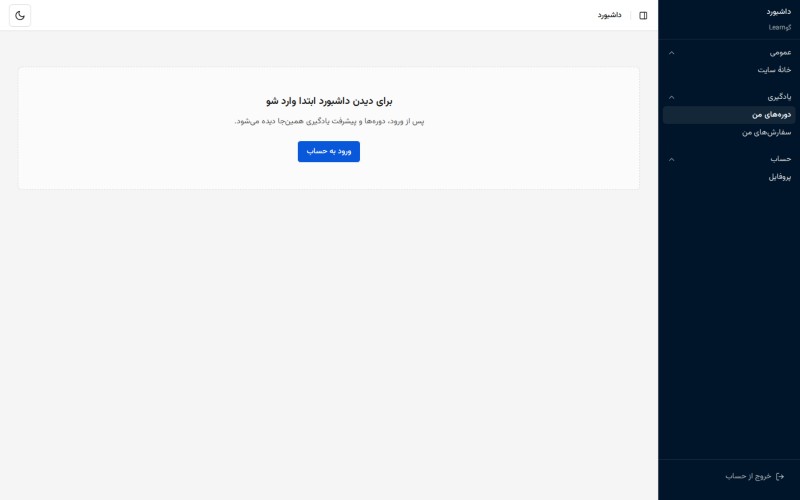 داشبورد
Learnگو
عمومی
خانهٔ سایت
یادگیری
دوره‌های من
سفارش‌های من
حساب
پروفایل
خروج از حساب
داشبورد
برای دیدن داشبورد ابتدا وارد شو
پس از ورود، دوره‌ها و پیشرفت یادگیری همین‌جا دیده می‌شود.
ورود به حساب